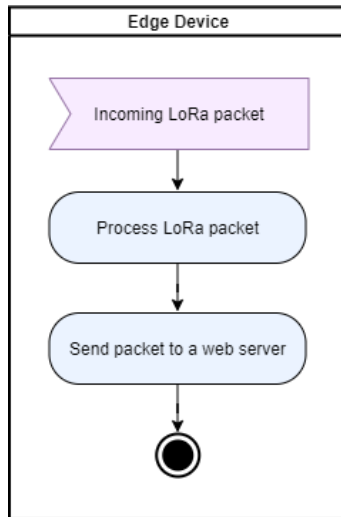 Edge Device
Incoming LoRa packet
Process LoRa packet
Send packet to a web server